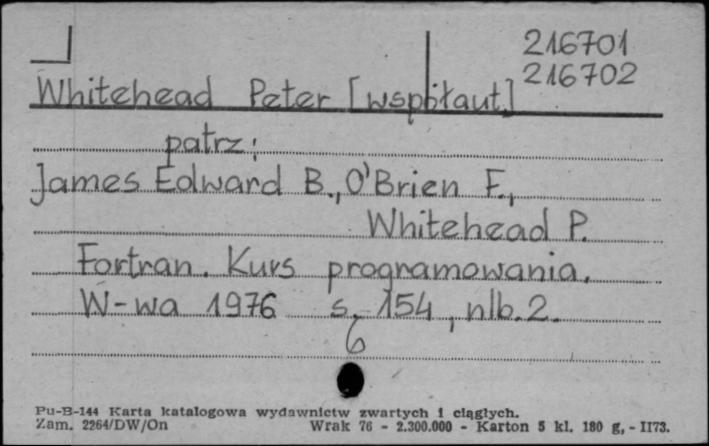 216701
216702
Whitehead Peter [współaut.]
patrz:
James Edward B., O'Brien F.,
Whitehead P.
Fortran. Kurs programowania.
W-wa 1976 s. 154, nlb. 2.
6
Pu-B-144 Karta katalogowa wydawnictw zwartych i ciągłych.
Zam. 2264/DW/On Wrak 76 - 2.300.000 - Karton 5 kl. 180 g, - II73.